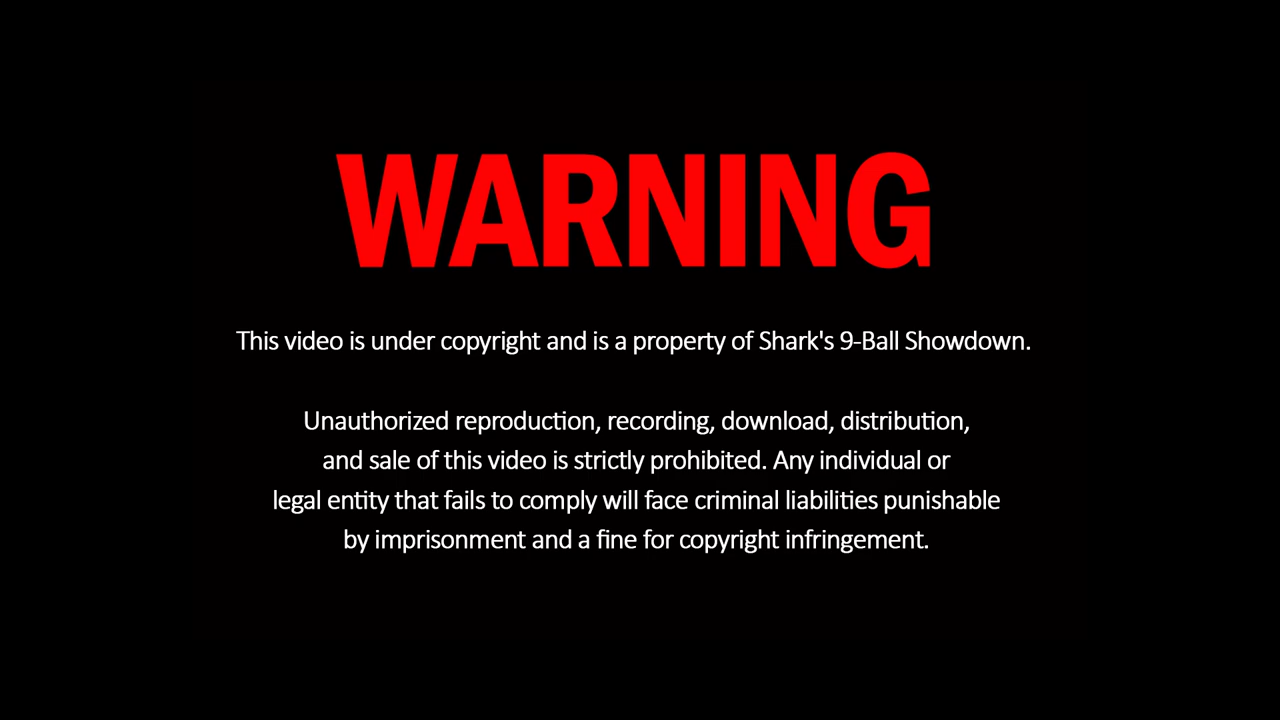 WARNING
This video is under copyright and is a property of Shark's 9-Ball Showdown.
Unauthorized reproduction, recording, download, distribution,
and sale of this video is strictly prohibited. Any individual or
legal entity that fails to comply will face criminal liabilities punishable
by imprisonment and a fine for copyright infringement.